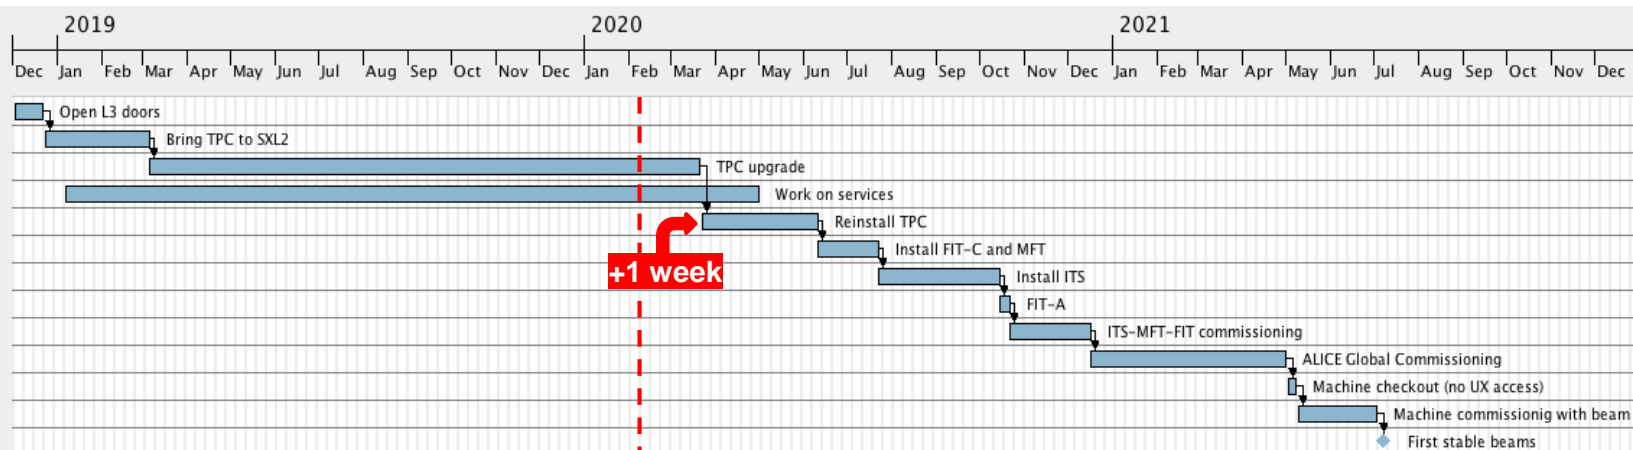 2019 2020 2021
Dec Jan Feb Mar Apr May Jun Jul Aug Sep Oct Nov Dec Jan Feb Mar Apr May Jun Jul Aug Sep Oct Nov Dec Jan Feb Mar Apr May Jun Jul Aug Sep Oct Nov Dec
Open L3 doors
Bring TPC to SXL2
TPC upgrade
Work on services
Reinstall TPC
Install FIT-C and MFT
+1 week
Install ITS
FIT-A
ITS-MFT-FIT commissioning
ALICE Global Commissioning
Machine checkout (no UX access)
Machine commissionig with beam
First stable beams